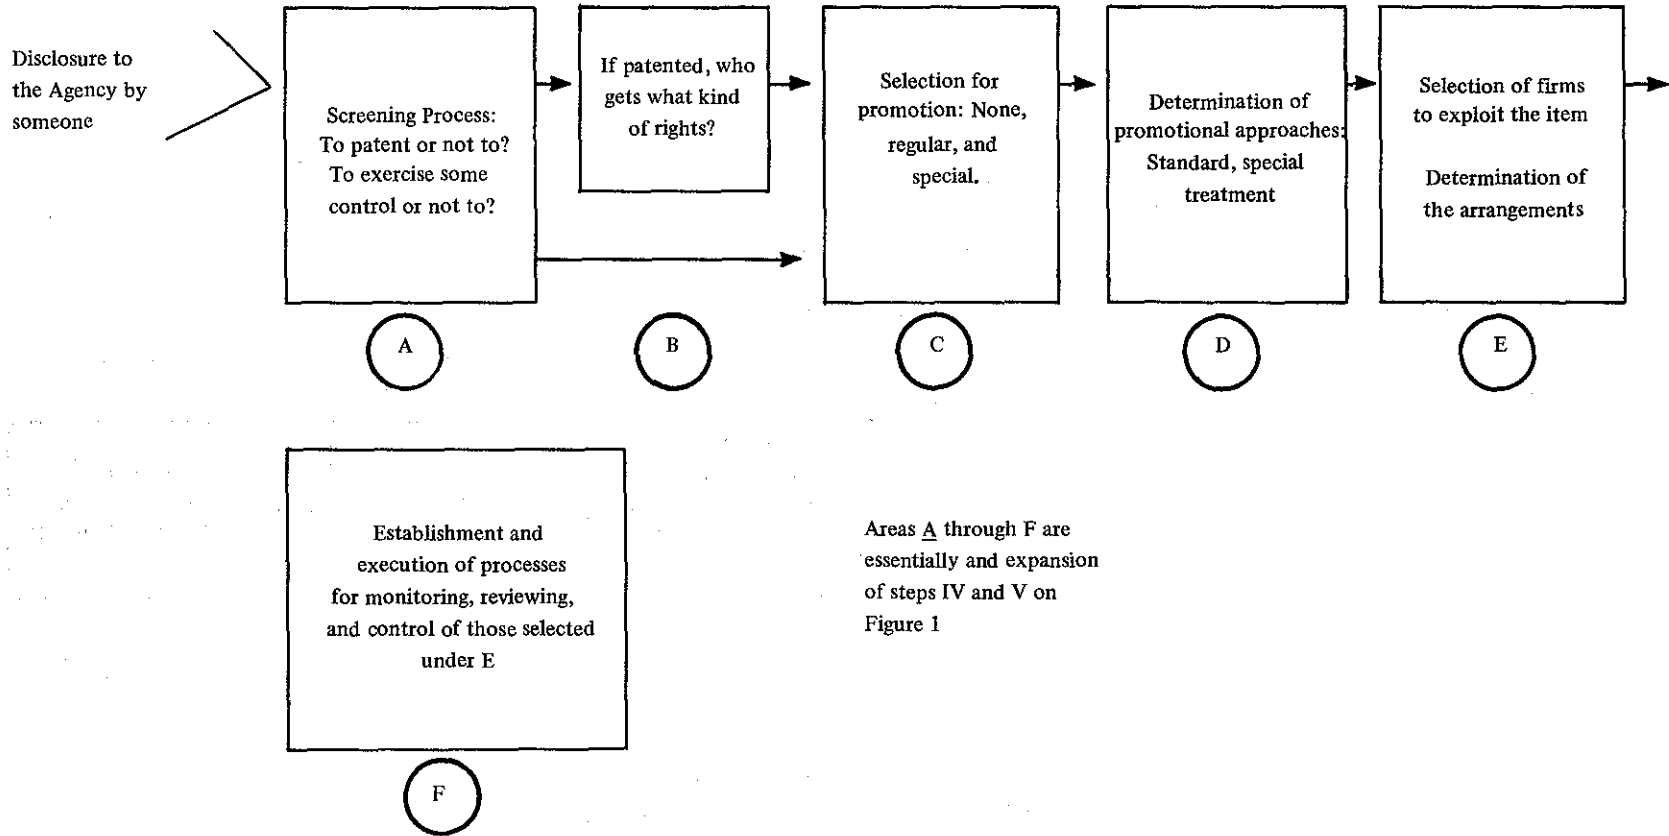 Disclosure to
the Agency by
someone
Screening Process:
To patent or not to?
To exercise some
control or not to?
If patented, who
gets what kind
of rights?
Selection for
promotion: None,
regular, and
special.
Determination of
promotional approaches:
Standard, special
treatment
Selection of firms
to exploit the item
Determination of
the arrangements
A
B
C
D
E
Establishment and
execution of processes
for monitoring, reviewing,
and control of those selected
under E
F
Areas A through F are
essentially and expansion
of steps IV and V on
Figure 1